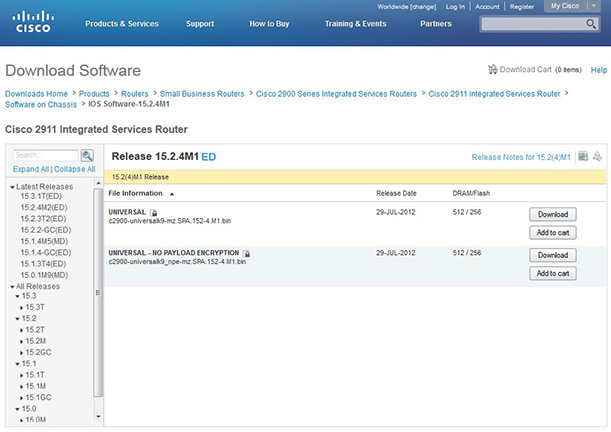 Worldwide [change] Log In Account Register My Cisco
CISCO
Products & Services Support How to Buy Training & Events Partners
Download Software
Download Cart (0 items) Help
Downloads Home > Products > Routers > Small Business Routers > Cisco 2900 Series Integrated Services Routers > Cisco 2911 Integrated Services Router >
Software on Chassis > IOS Software-15.2.4M1
Cisco 2911 Integrated Services Router
Search...
Expand All | Collapse All
Latest Releases
15.3.1T(ED)
15.2.4M2(ED)
15.2.3T2(ED)
15.2.2-GC(ED)
15.1.4M5(MD)
15.1.4-GC(ED)
15.1.3T4(ED)
15.0.1M9(MD)
All Releases
15.3
15.3T
15.2
15.2T
15.2M
15.2GC
15.1
15.1T
15.1M
15.1GC
15.0
15.0M
Release 15.2.4M1 ED
Release Notes for 15.2(4)M1
15.2(4)M1 Release
File Information Release Date DRAM/Flash
UNIVERSAL 29-JUL-2012 512 / 256 Download
c2900-universalk9-mz.SPA.152-4.M1.bin
Add to cart
UNIVERSAL - NO PAYLOAD ENCRYPTION 29-JUL-2012 512 / 256 Download
c2900-universalk9_npe-mz.SPA.152-4.M1.bin
Add to cart